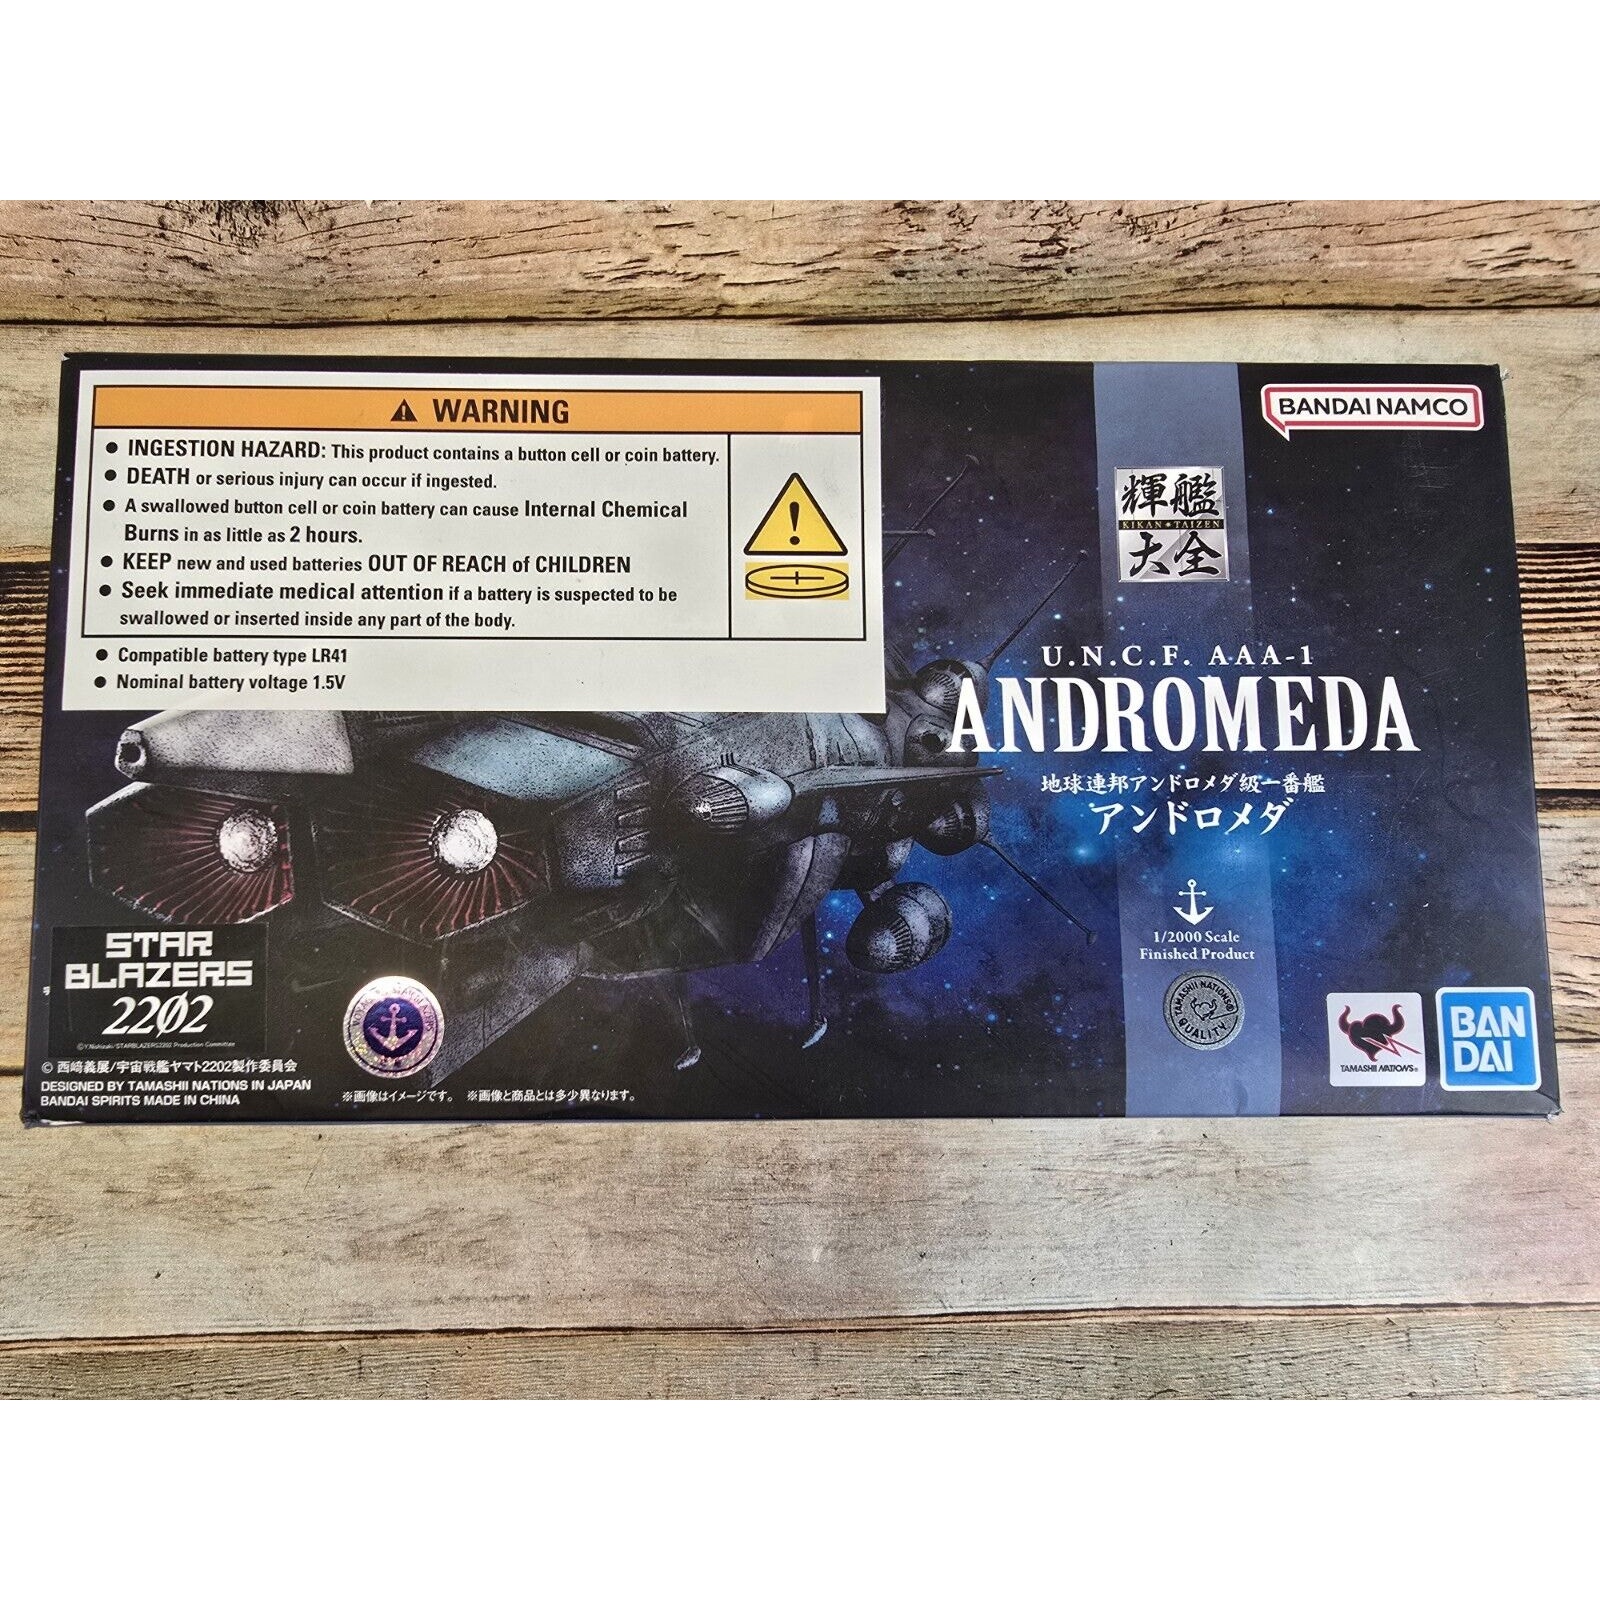 ⚠ WARNING
● INGESTION HAZARD: This product contains a button cell or coin battery.
● DEATH or serious injury can occur if ingested.
● A swallowed button cell or coin battery can cause Internal Chemical
Burns in as little as 2 hours.
● KEEP new and used batteries OUT OF REACH of CHILDREN
● Seek immediate medical attention if a battery is suspected to be
swallowed or inserted inside any part of the body.
● Compatible battery type LR41
● Nominal battery voltage 1.5V
BANDAI NAMCO
輝艦
KIKAN TAIZEN
大全
U.N.C.F. AAA-1
ANDROMEDA
地球連邦アンドロメダ級一番艦
アンドロメダ
1/2000 Scale
Finished Product
TAMASHII NATIONS®
QUALITY
STAR
BLAZERS
2202
©Y.Nishizaki/STARBLAZERS2202 Production Committee
© 西﨑義展/宇宙戦艦ヤマト2202製作委員会
DESIGNED BY TAMASHII NATIONS IN JAPAN
BANDAI SPIRITS MADE IN CHINA
※画像はイメージです。 ※画像と商品とは多少異なります。
TAMASHII NATIONS®
BAN
DAI